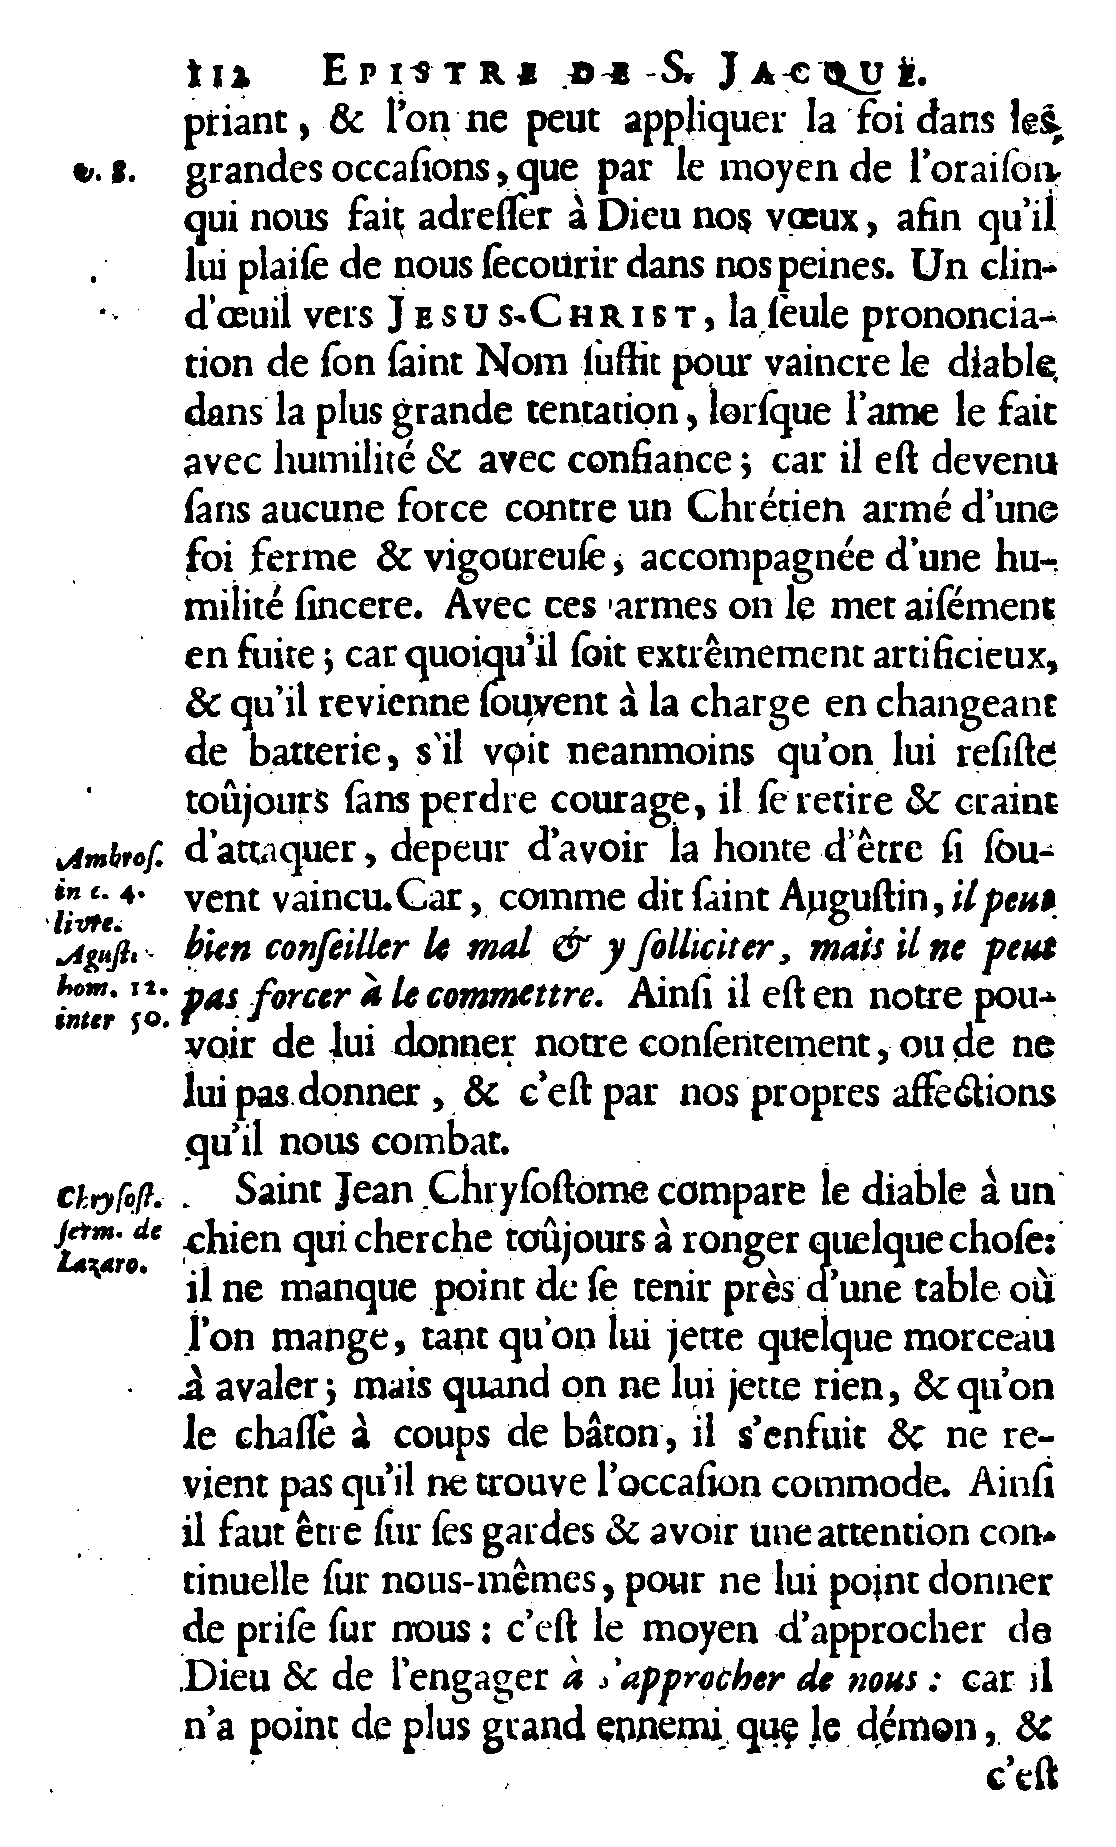 112 EPISTRE DE S. JACQUE.
priant, & l'on ne peut appliquer la foi dans les
v. 8.
grandes occaſions, que par le moyen de l'oraiſon
qui nous fait adreſſer à Dieu nos vœux, afin qu'il
lui plaiſe de nous ſecourir dans nos peines. Un clin-
d'œuil vers JESUS-CHRIST, la ſeule prononcia-
tion de ſon ſaint Nom ſuffit pour vaincre le diable
dans la plus grande tentation, lorſque l'ame le fait
avec humilité & avec confiance; car il eſt devenu
ſans aucune force contre un Chrétien armé d'une
foi ferme & vigoureuſe, accompagnée d'une hu-
milité ſincere. Avec ces armes on le met aiſément
en fuite; car quoiqu'il ſoit extrêmement artificieux,
& qu'il revienne ſouvent à la charge en changeant
de batterie, s'il voit neanmoins qu'on lui reſiſte
toûjours ſans perdre courage, il ſe retire & craint
d'attaquer, depeur d'avoir la honte d'être ſi ſou-
vent vaincu. Car, comme dit ſaint Auguſtin, il peut
bien conſeiller le mal & y ſolliciter, mais il ne peut
pas forcer à le commettre. Ainſi il eſt en notre pou-
voir de lui donner notre conſentement, ou de ne
lui pas donner, & c'eſt par nos propres affections
qu'il nous combat.
Ambroſ.
in c. 4.
livre.
Aguſt.
hom. 12.
inter 50.
Saint Jean Chryſoſtome compare le diable à un
chien qui cherche toûjours à ronger quelque choſe:
il ne manque point de ſe tenir près d'une table où
l'on mange, tant qu'on lui jette quelque morceau
à avaler; mais quand on ne lui jette rien, & qu'on
le chaſſe à coups de bâton, il s'enfuit & ne re-
vient pas qu'il ne trouve l'occaſion commode. Ainſi
il faut être ſur ſes gardes & avoir une attention con-
tinuelle ſur nous-mêmes, pour ne lui point donner
de priſe ſur nous: c'eſt le moyen d'approcher de
Dieu & de l'engager à s'approcher de nous: car il
n'a point de plus grand ennemi que le démon, &
Chryſoſt.
ſerm. de
Lazaro.
c'eſt